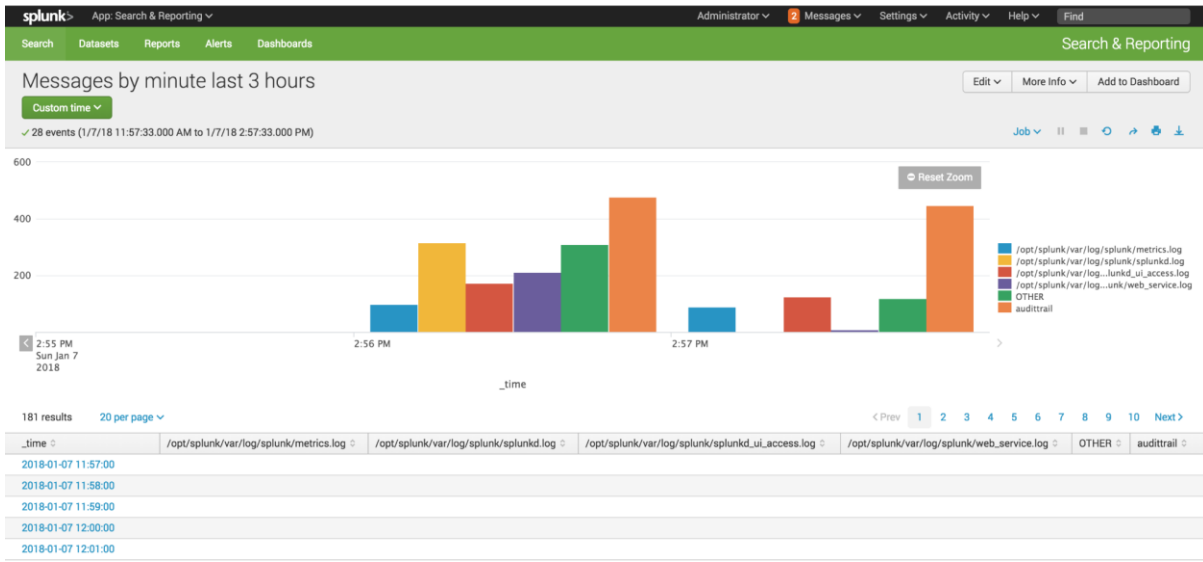 splunk> App: Search & Reporting Administrator 2 Messages Settings Activity Help Find
Search Datasets Reports Alerts Dashboards Search & Reporting
Messages by minute last 3 hours Edit More Info Add to Dashboard
Custom time
28 events (1/7/18 11:57:33.000 AM to 1/7/18 2:57:33.000 PM) Job
600
Reset Zoom
400
200
/opt/splunk/var/log/splunk/metrics.log
/opt/splunk/var/log/splunk/splunkd.log
/opt/splunk/var/log...lunkd_ui_access.log
/opt/splunk/var/log...unk/web_service.log
OTHER
audittrail
2:55 PM 2:56 PM 2:57 PM
Sun Jan 7
2018
_time
181 results 20 per page < Prev 1 2 3 4 5 6 7 8 9 10 Next >
_time /opt/splunk/var/log/splunk/metrics.log /opt/splunk/var/log/splunk/splunkd.log /opt/splunk/var/log/splunk/splunkd_ui_access.log /opt/splunk/var/log/splunk/web_service.log OTHER audittrail
2018-01-07 11:57:00
2018-01-07 11:58:00
2018-01-07 11:59:00
2018-01-07 12:00:00
2018-01-07 12:01:00